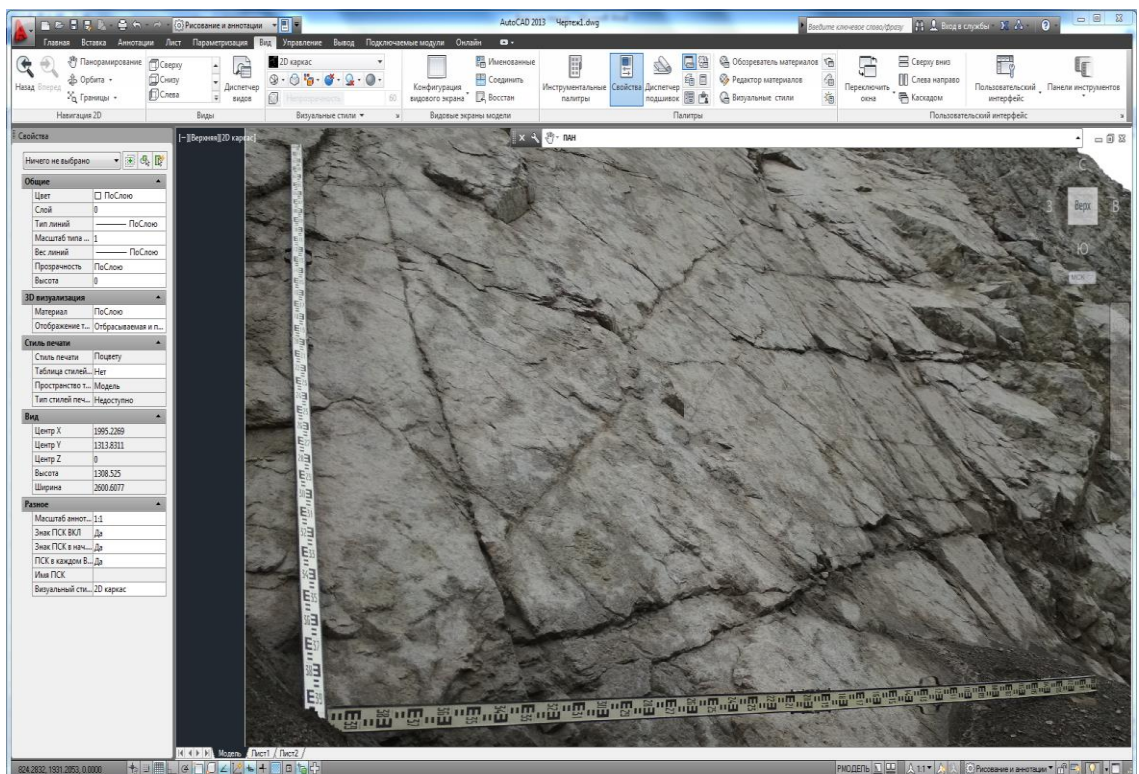 Рисование и аннотации
AutoCAD 2013 Чертеж1.dwg
Введите ключевое слово/фразу
Вход в службы
Главная Вставка Аннотации Лист Параметризация Вид Управление Вывод Подключаемые модули Онлайн
Назад Вперед
Панорамирование
Орбита
Границы
Навигация 2D
Сверху
Снизу
Слева
Диспетчер видов
Виды
2D каркас
Непрозрачность 60
Визуальные стили
Конфигурация видового экрана
Именованные
Соединить
Восстан
Видовые экраны модели
Инструментальные палитры
Свойства
Диспетчер подшивок
Обозреватель материалов
Редактор материалов
Визуальные стили
Палитры
Переключить окна
Сверху вниз
Слева направо
Каскадом
Пользовательский интерфейс
Панели инструментов
Пользовательский интерфейс
Свойства
Ничего не выбрано
Общие
Цвет ПоСлою
Слой 0
Тип линий ПоСлою
Масштаб типа ... 1
Вес линий ПоСлою
Прозрачность ПоСлою
Высота 0
3D визуализация
Материал ПоСлою
Отображение т... Отбрасываемая и п...
Стиль печати
Стиль печати Поцвету
Таблица стилей... Нет
Пространство т... Модель
Тип стилей печ... Недоступно
Вид
Центр X 1995.2269
Центр Y 1313.8311
Центр Z 0
Высота 1308.525
Ширина 2600.6077
Разное
Масштаб аннот... 1:1
Знак ПСК ВКЛ Да
Знак ПСК в нач... Да
ПСК в каждом В... Да
Имя ПСК
Визуальный сти... 2D каркас
[−][Верхняя][2D каркас]
ПАН
С
З Верх В
Ю
МСК
Модель Лист1 Лист2
824.2832, 1931.2853, 0.0000
РМОДЕЛЬ
1:1
Рисование и аннотации